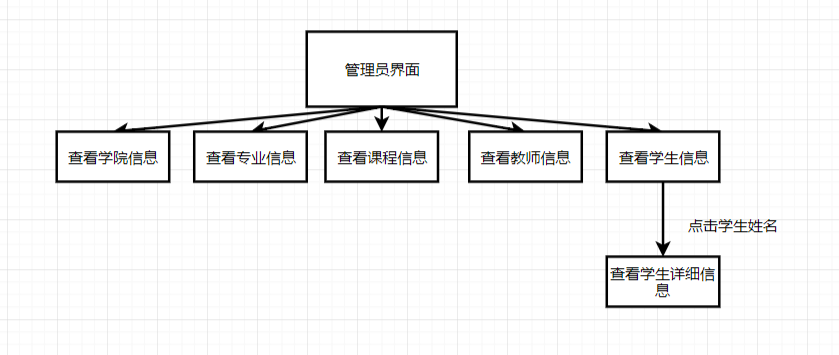 管理员界面
查看学院信息
查看专业信息
查看课程信息
查看教师信息
查看学生信息
点击学生姓名
查看学生详细信
息